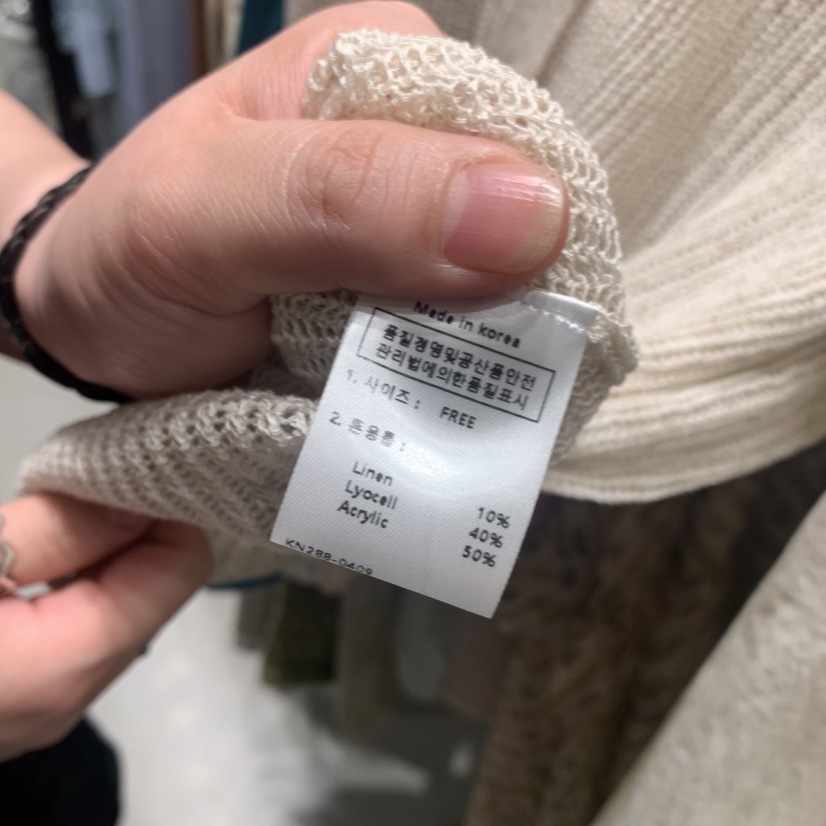 Made in korea
품질경영및공산품안전
관리법에의한품질표시
1. 사이즈 : FREE
2. 혼용률 :
Linen 10%
Lyocell 40%
Acrylic 50%
KN288-0409